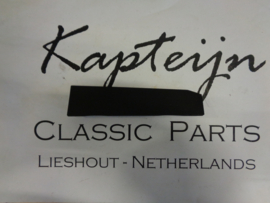 Kapteijn
Classic Parts
Lieshout - Netherlands